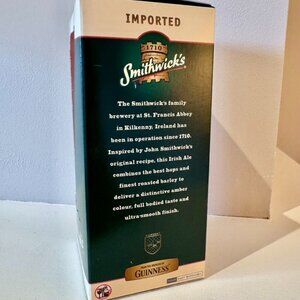 IMPORTED
1710
Smithwick's
The Smithwick's family
brewery at St. Francis Abbey
in Kilkenny, Ireland has
been in operation since 1710.
Inspired by John Smithwick's
original recipe, this Irish Ale
combines the best hops and
finest roasted barley to
deliver a distinctive amber
colour, full bodied taste and
ultra smooth finish.
GUINNESS